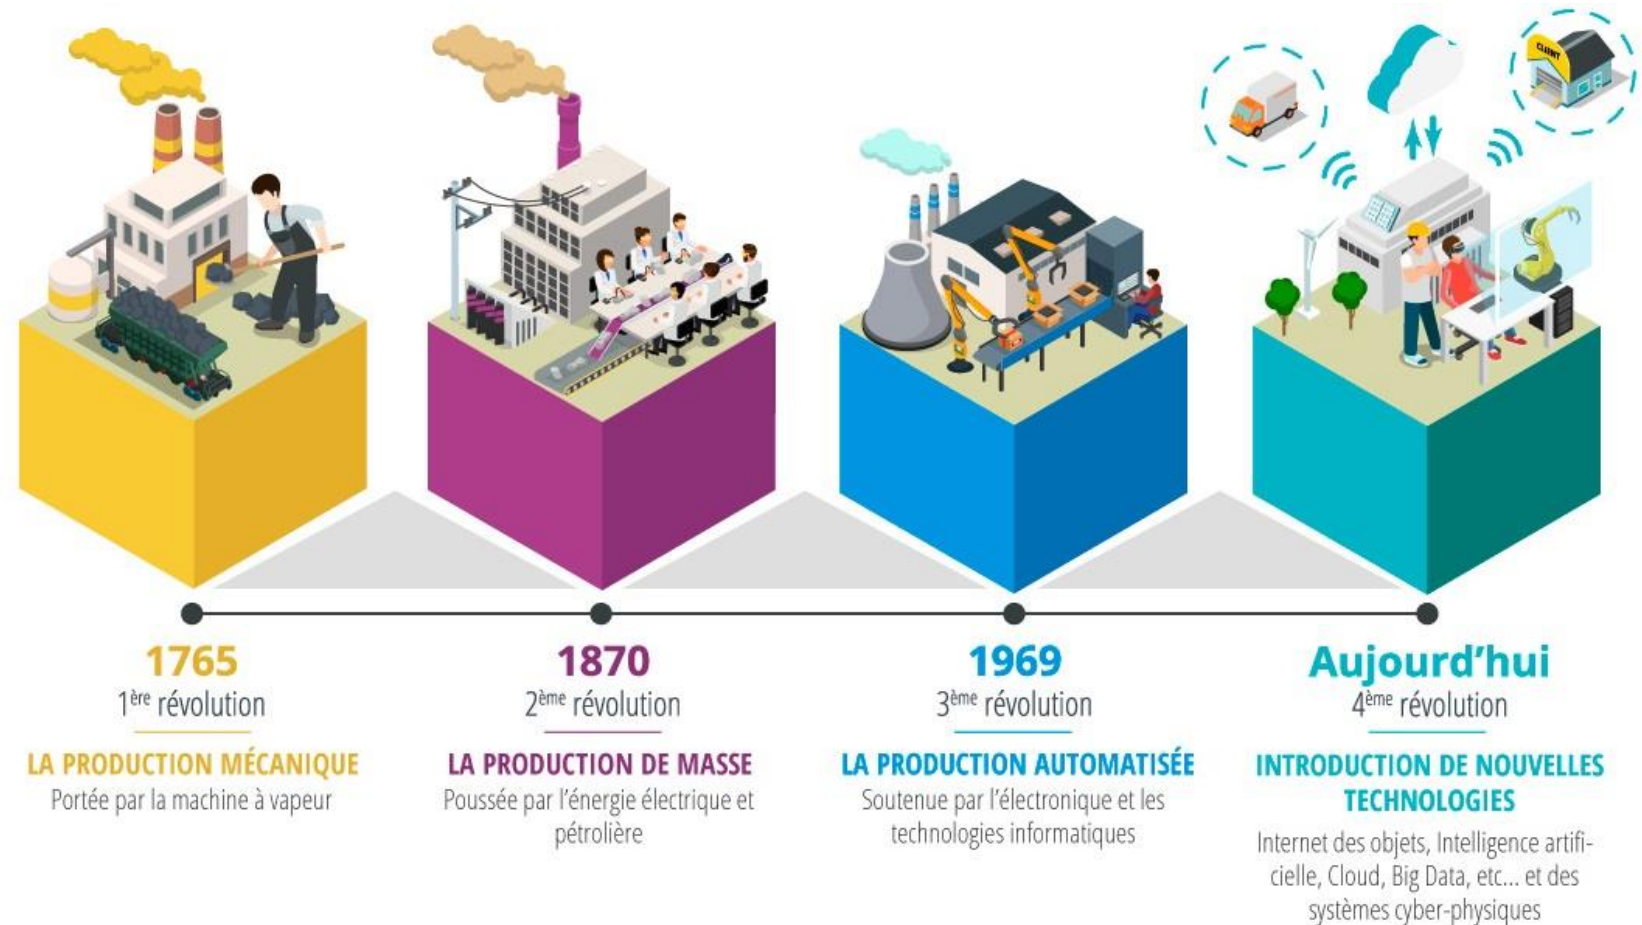 CLIENT
1765
1ère révolution
LA PRODUCTION MÉCANIQUE
Portée par la machine à vapeur
1870
2ème révolution
LA PRODUCTION DE MASSE
Poussée par l'énergie électrique et
pétrolière
1969
3ème révolution
LA PRODUCTION AUTOMATISÉE
Soutenue par l'électronique et les
technologies informatiques
Aujourd'hui
4ème révolution
INTRODUCTION DE NOUVELLES
TECHNOLOGIES
Internet des objets, Intelligence artifi-
cielle, Cloud, Big Data, etc... et des
systèmes cyber-physiques